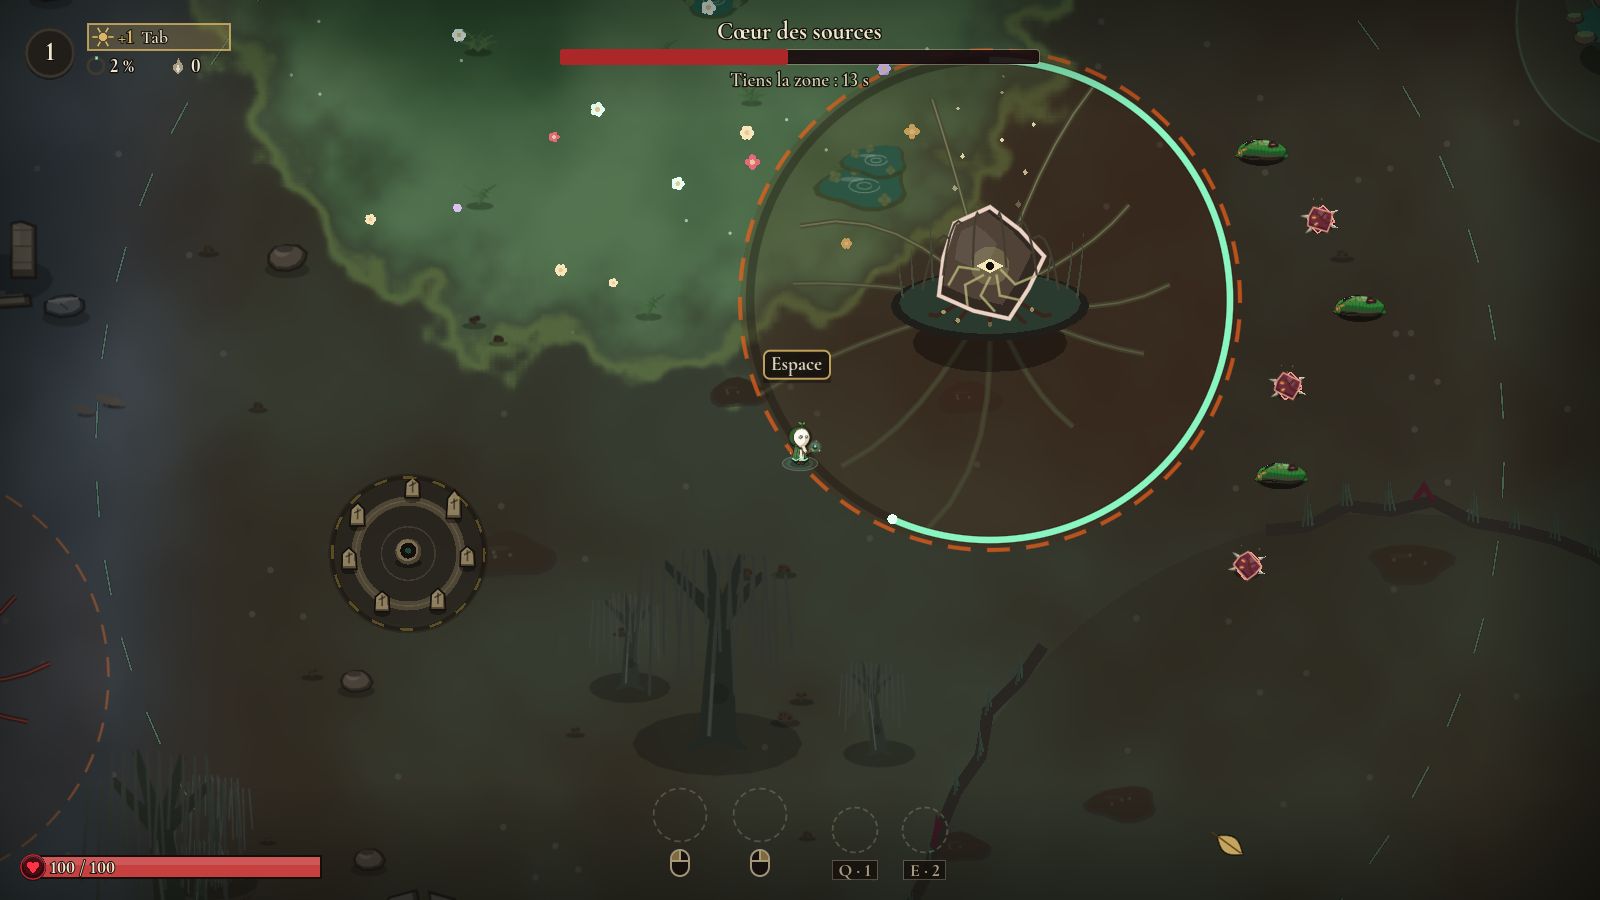 Cœur des sources
1
+1 Tab
2 %
0
Tiens la zone : 13 s
Espace
100 / 100
Q · 1
E · 2